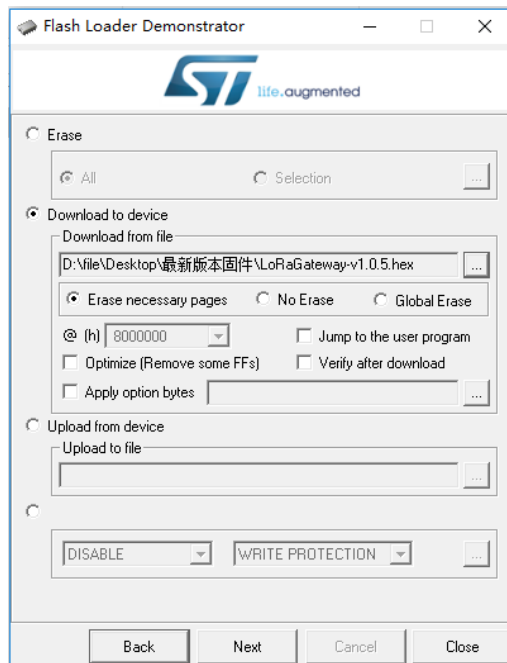 Flash Loader Demonstrator
ST life.augmented
Erase
All Selection ...
Download to device
Download from file
D:\file\Desktop\最新版本固件\LoRaGateway-v1.0.5.hex ...
Erase necessary pages No Erase Global Erase
@ (h) 8000000 Jump to the user program
Optimize (Remove some FFs) Verify after download
Apply option bytes ...
Upload from device
Upload to file
...
DISABLE WRITE PROTECTION ...
Back Next Cancel Close